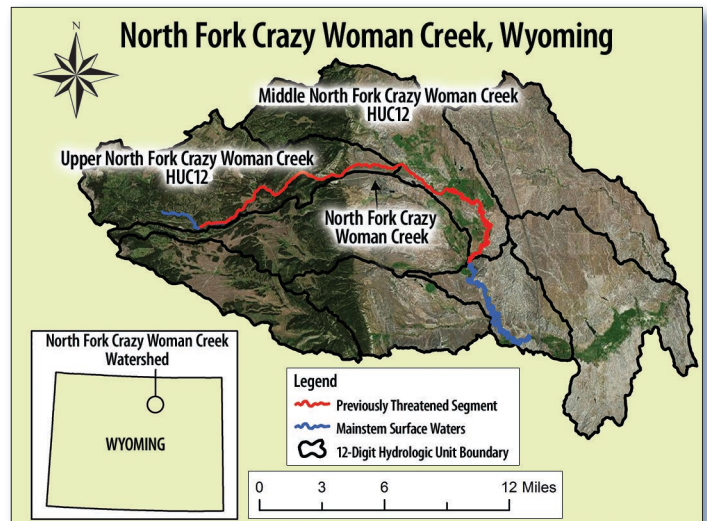 North Fork Crazy Woman Creek, Wyoming
N
Middle North Fork Crazy Woman Creek
HUC12
Upper North Fork Crazy Woman Creek
HUC12
North Fork Crazy
Woman Creek
North Fork Crazy Woman Creek
Watershed
WYOMING
Legend
Previously Threatened Segment
Mainstem Surface Waters
12-Digit Hydrologic Unit Boundary
0 3 6 12 Miles